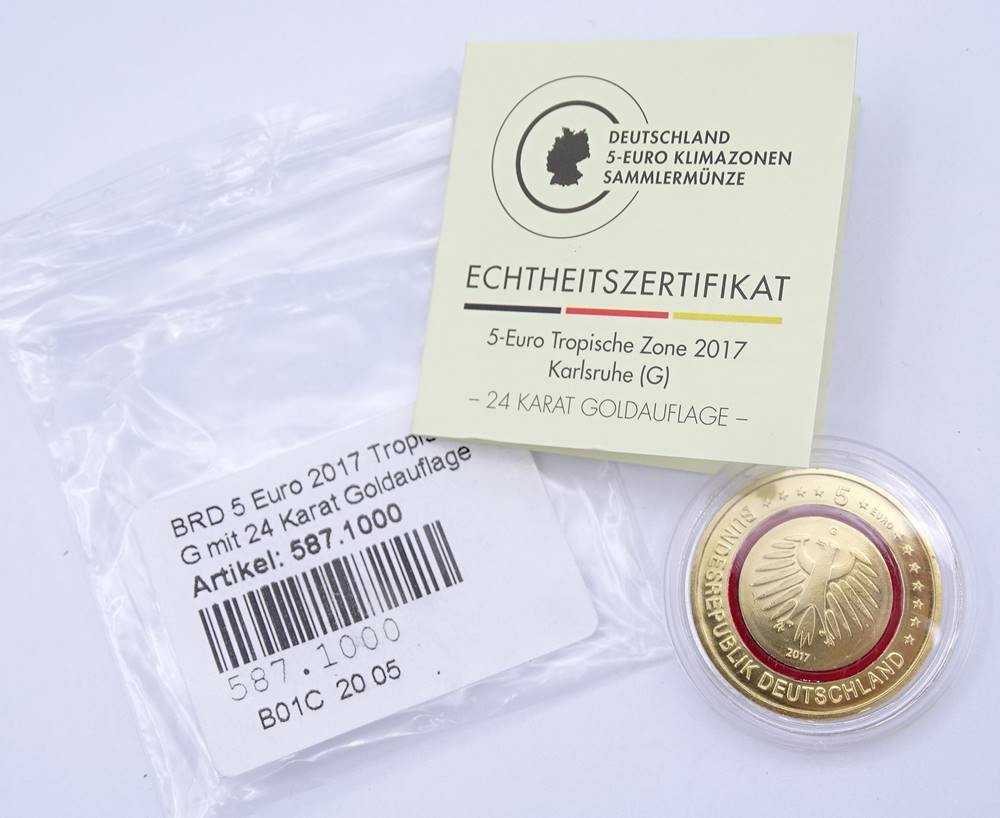 DEUTSCHLAND
5-EURO KLIMAZONEN
SAMMLERMÜNZE
ECHTHEITSZERTIFIKAT
5-Euro Tropische Zone 2017
Karlsruhe (G)
– 24 KARAT GOLDAUFLAGE –
BRD 5 Euro 2017
G mit 24 Karat Goldauflage
Artikel: 587.1000
587.1000
B01C 20 05
5 EURO
BUNDESREPUBLIK DEUTSCHLAND
G
2017